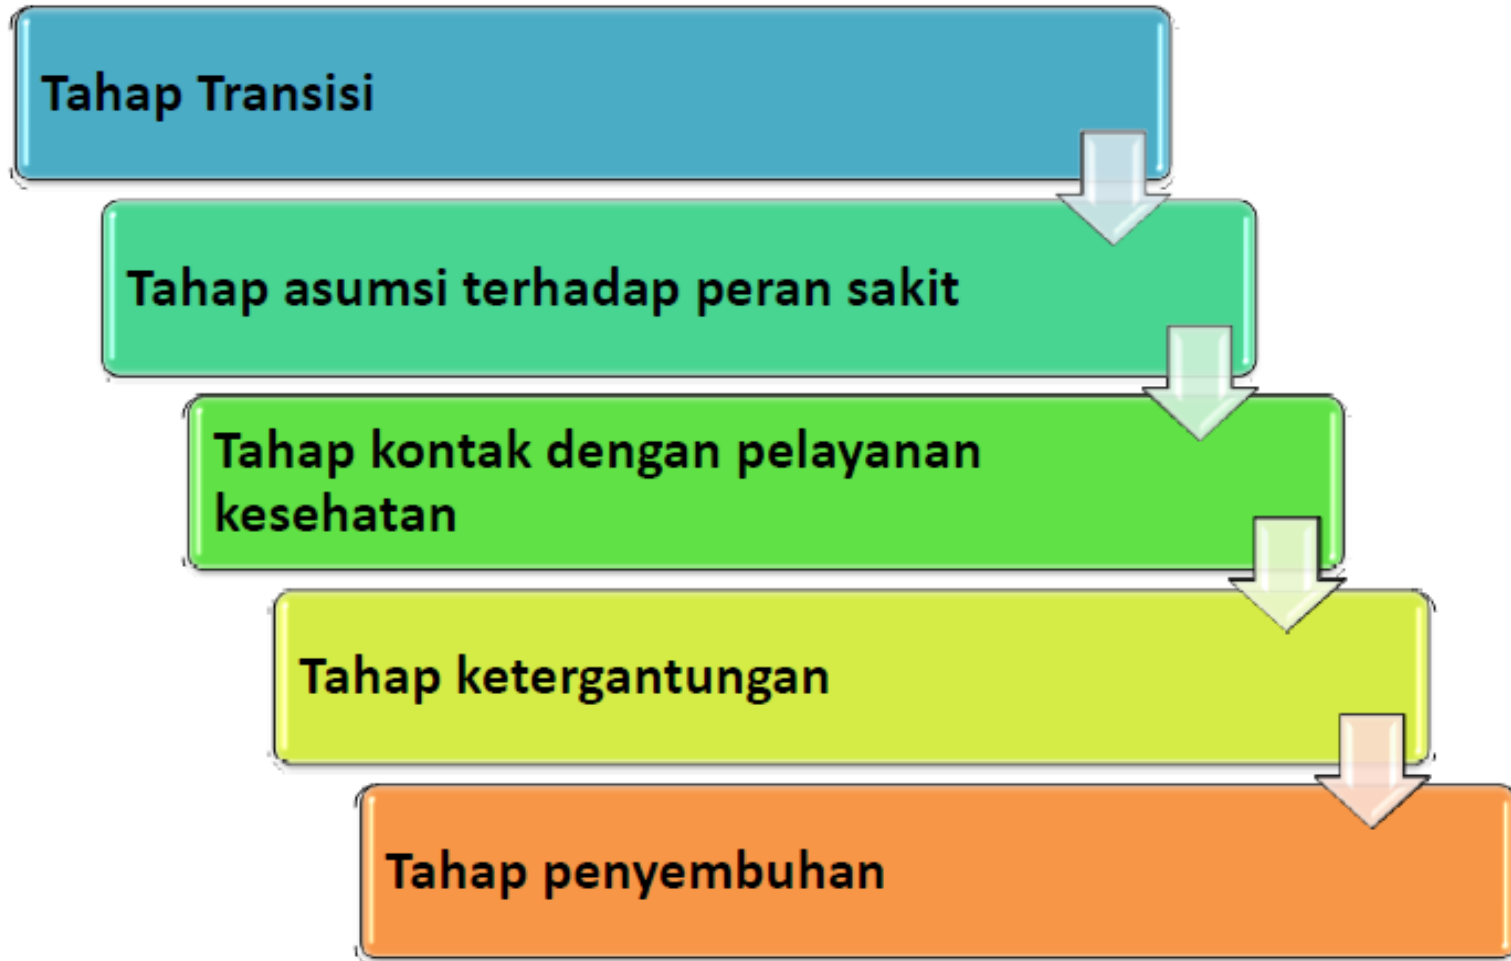 Tahap Transisi
Tahap asumsi terhadap peran sakit
Tahap kontak dengan pelayanan
kesehatan
Tahap ketergantungan
Tahap penyembuhan